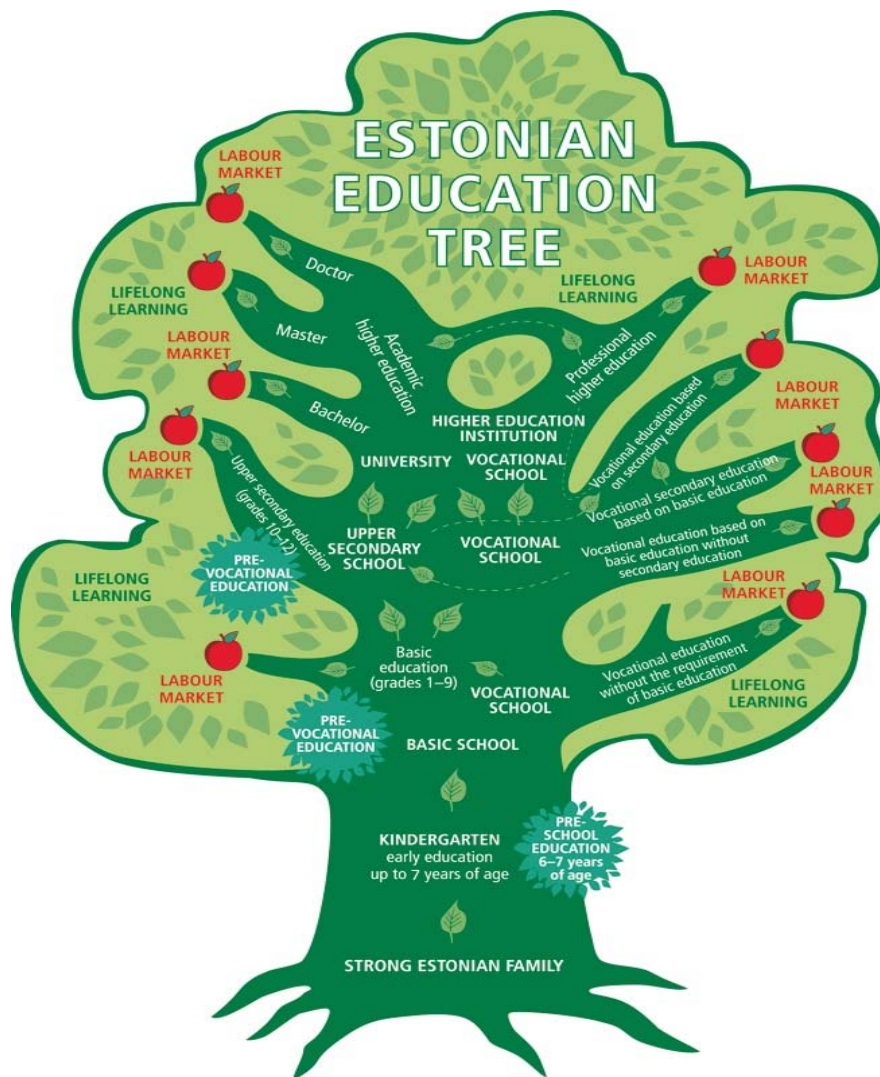 ESTONIAN
EDUCATION
TREE
LABOUR
MARKET
Doctor
LIFELONG
LEARNING
Master
Academic
higher education
LABOUR
MARKET
Bachelor
LABOUR
MARKET
Upper secondary education
(grades 10–12)
LIFELONG
LEARNING
LABOUR
MARKET
Professional
higher education
HIGHER EDUCATION
INSTITUTION
UNIVERSITY
VOCATIONAL
SCHOOL
Vocational education based
on secondary education
LABOUR
MARKET
Vocational secondary education
based on basic education
LABOUR
MARKET
UPPER
SECONDARY
SCHOOL
VOCATIONAL
SCHOOL
Vocational education based on
basic education without
secondary education
PRE-
VOCATIONAL
EDUCATION
LIFELONG
LEARNING
LABOUR
MARKET
Basic
education
(grades 1–9)
VOCATIONAL
SCHOOL
Vocational education
without the requirement
of basic education
LIFELONG
LEARNING
LABOUR
MARKET
PRE-
VOCATIONAL
EDUCATION
BASIC SCHOOL
KINDERGARTEN
early education
up to 7 years of age
PRE-
SCHOOL
EDUCATION
6–7 years
of age
STRONG ESTONIAN FAMILY